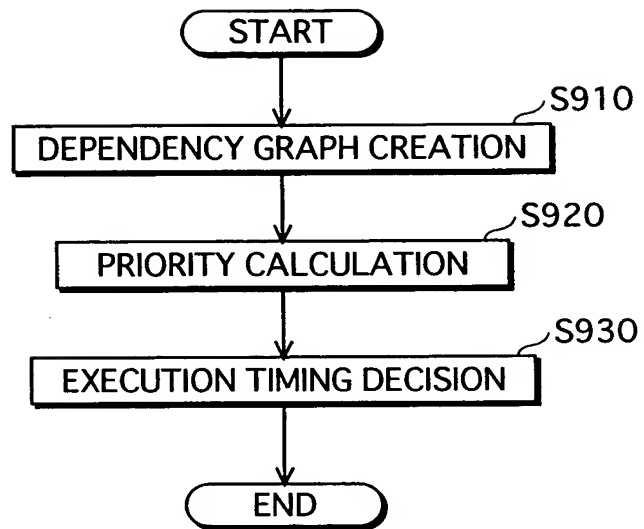 START
S910
DEPENDENCY GRAPH CREATION
S920
PRIORITY CALCULATION
S930
EXECUTION TIMING DECISION
END